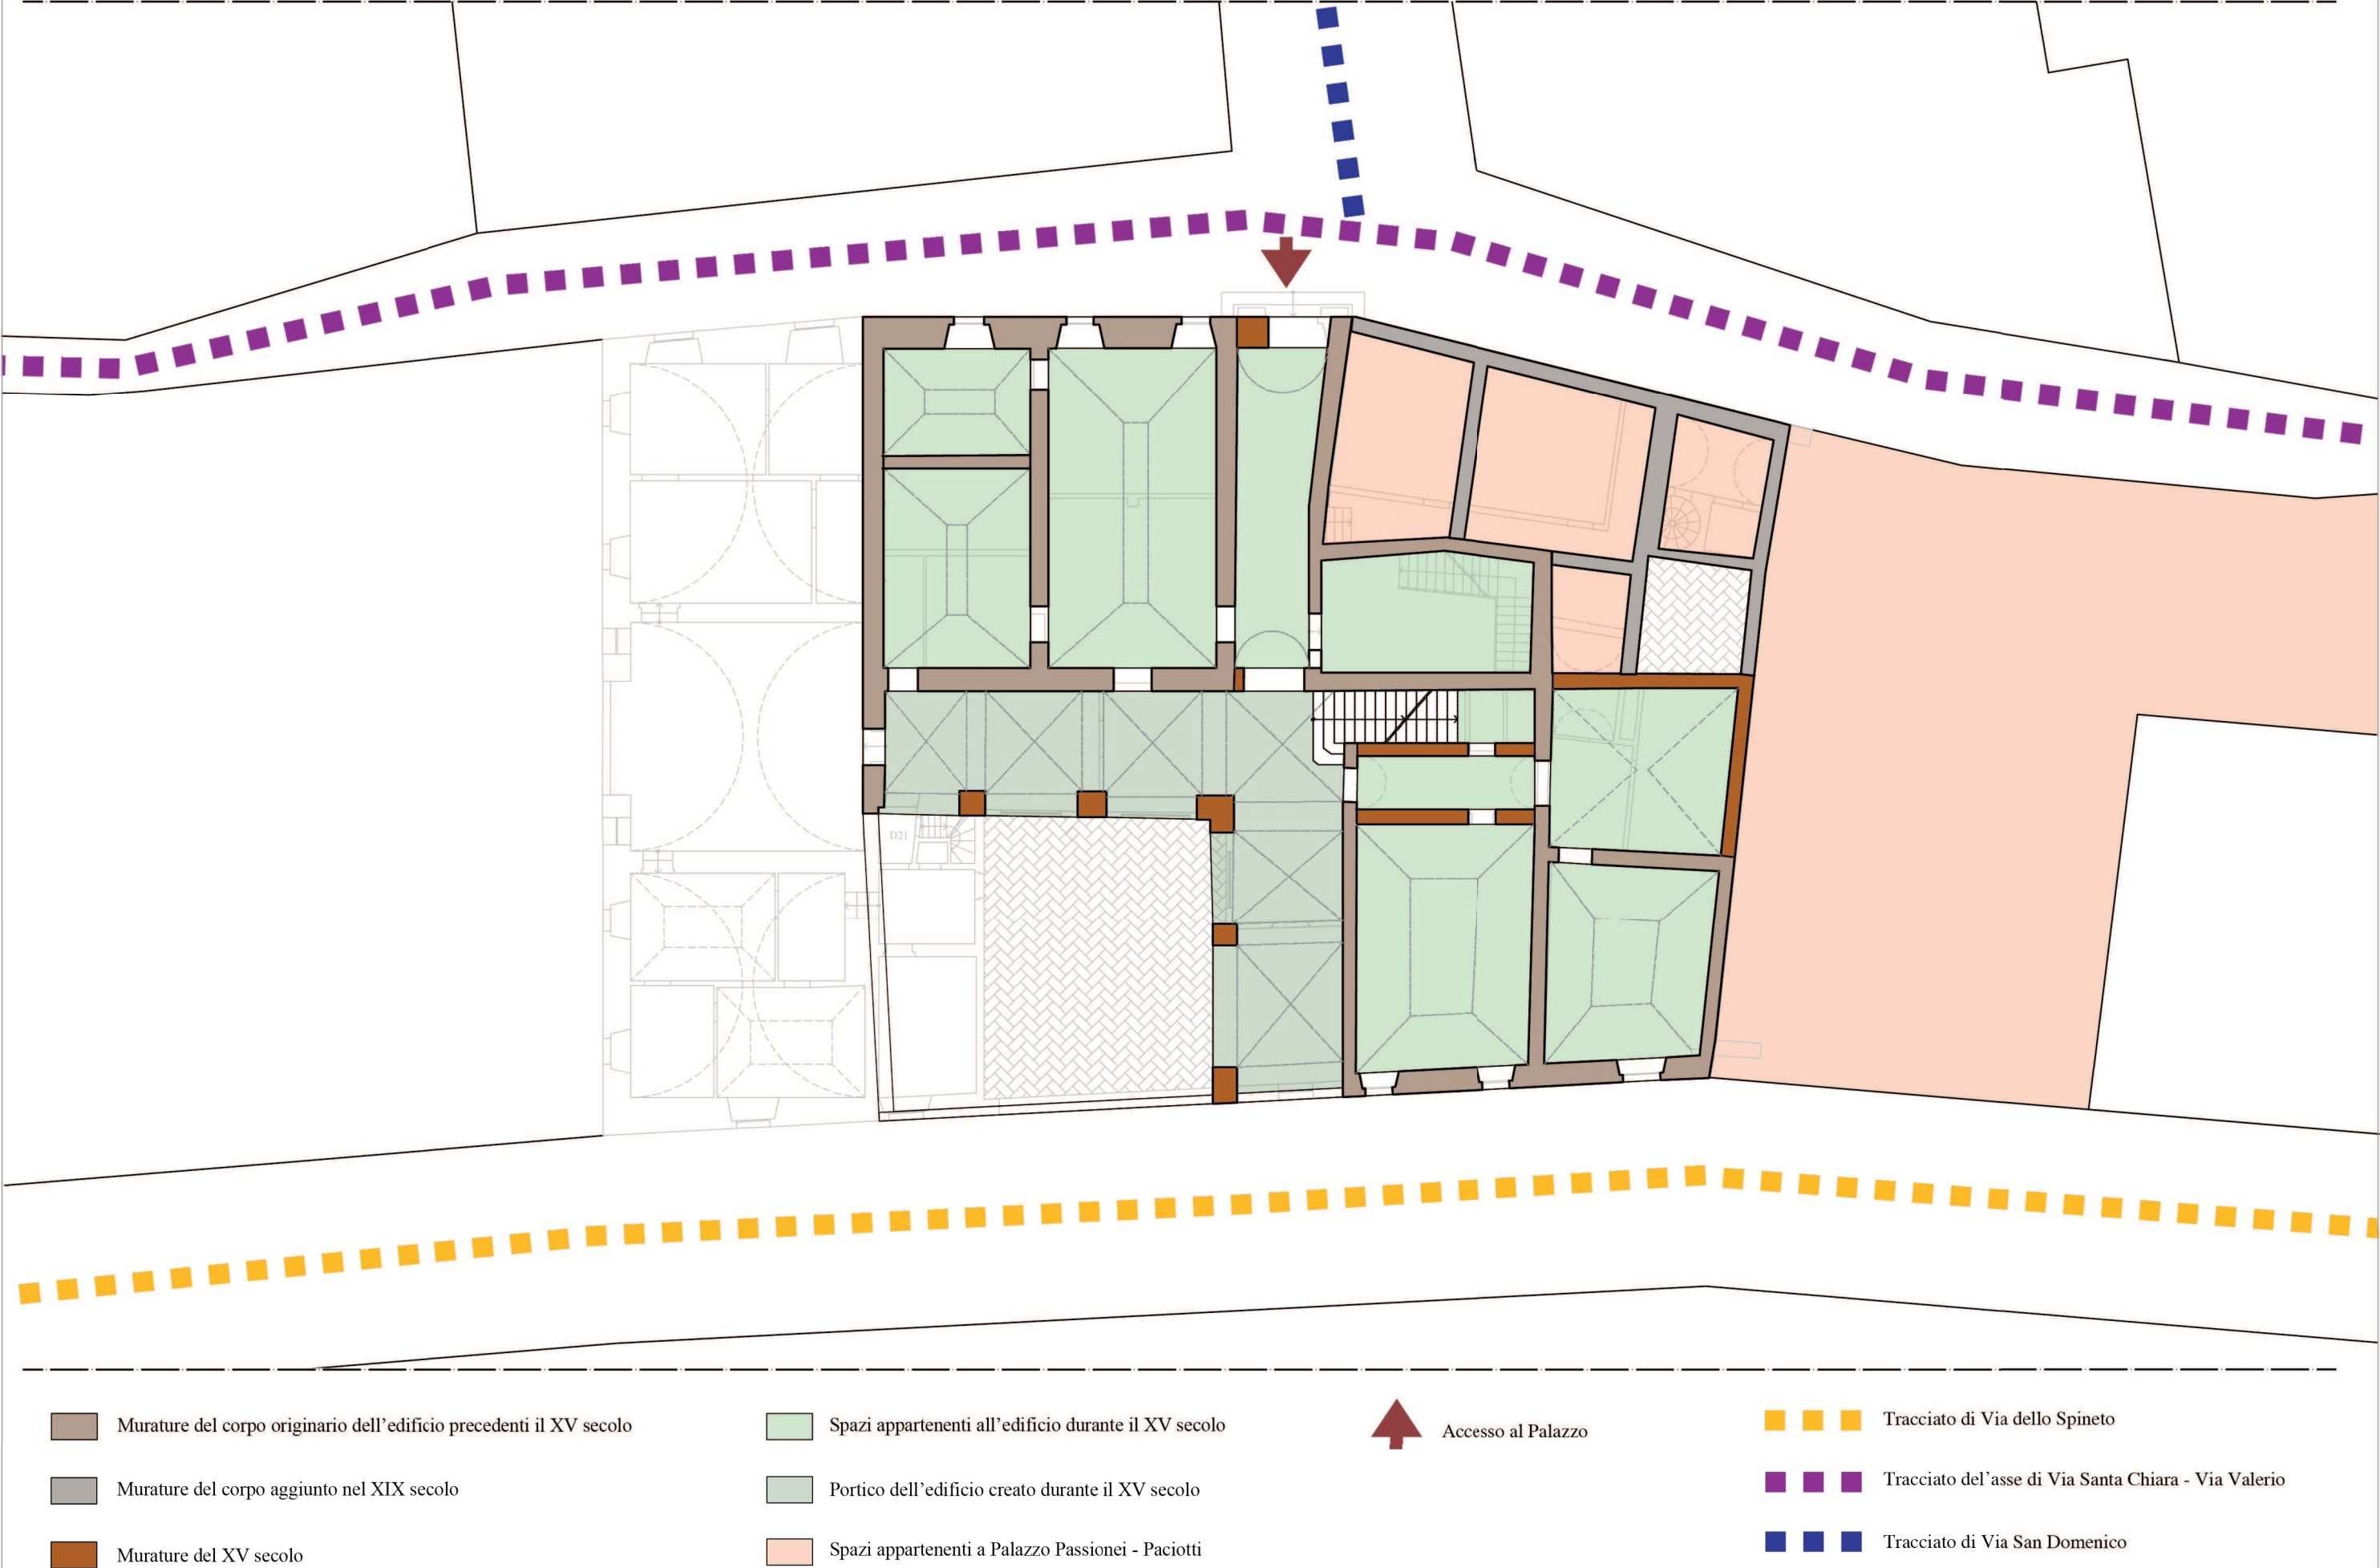 D21
Murature del corpo originario dell'edificio precedenti il XV secolo
Murature del corpo aggiunto nel XIX secolo
Murature del XV secolo
Spazi appartenenti all'edificio durante il XV secolo
Portico dell'edificio creato durante il XV secolo
Spazi appartenenti a Palazzo Passionei - Paciotti
Accesso al Palazzo
Tracciato di Via dello Spineto
Tracciato del'asse di Via Santa Chiara - Via Valerio
Tracciato di Via San Domenico